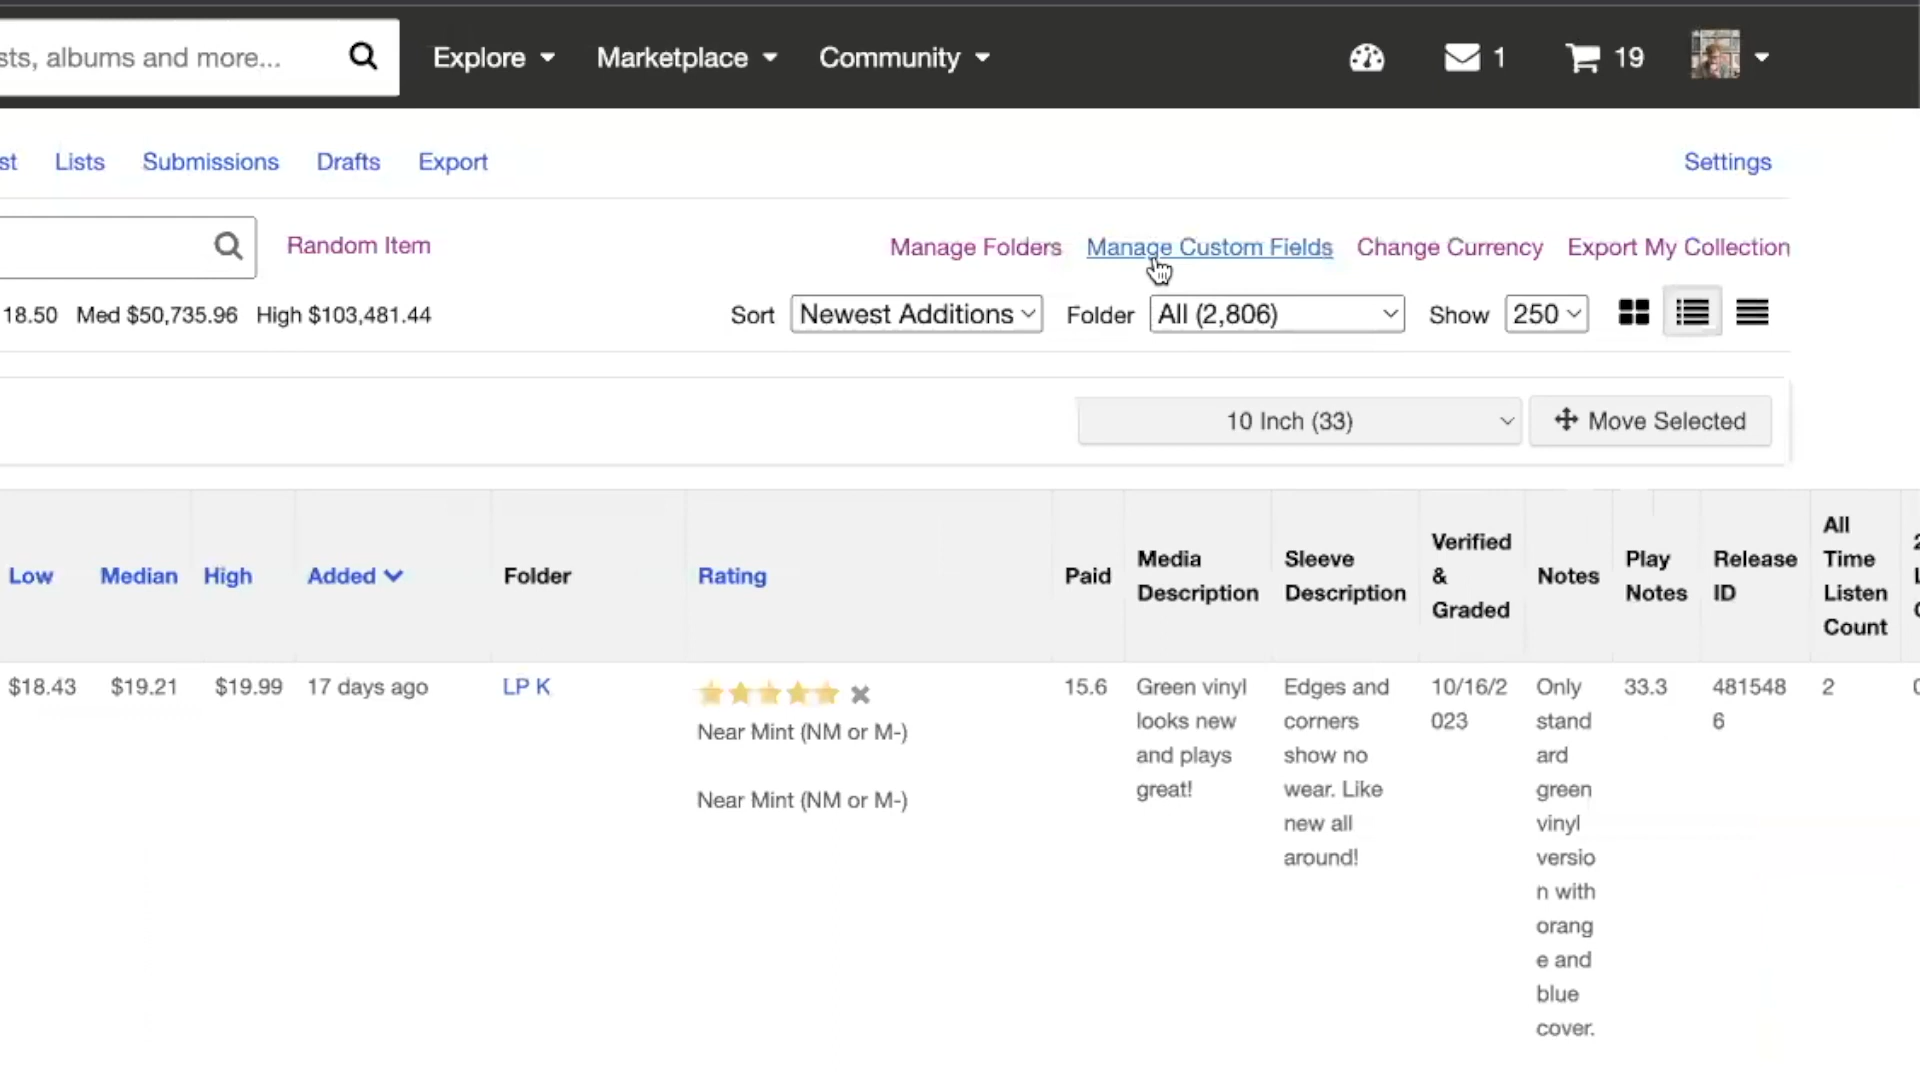 sts, albums and more...
Explore
Marketplace
Community
1
19
st Lists Submissions Drafts Export Settings
Random Item
Manage Folders Manage Custom Fields Change Currency Export My Collection
18.50 Med $50,735.96 High $103,481.44
Sort Newest Additions Folder All (2,806) Show 250
10 Inch (33)
Move Selected
Low
Median
High
Added
Folder
Rating
Paid
Media
Description
Sleeve
Description
Verified
&
Graded
Notes
Play
Notes
Release
ID
All
Time
Listen
Count
$18.43
$19.21
$19.99
17 days ago
LP K
Near Mint (NM or M-)
Near Mint (NM or M-)
15.6
Green vinyl
looks new
and plays
great!
Edges and
corners
show no
wear. Like
new all
around!
10/16/2
023
Only
stand
ard
green
vinyl
versio
n with
orang
e and
blue
cover.
33.3
481548
6
2